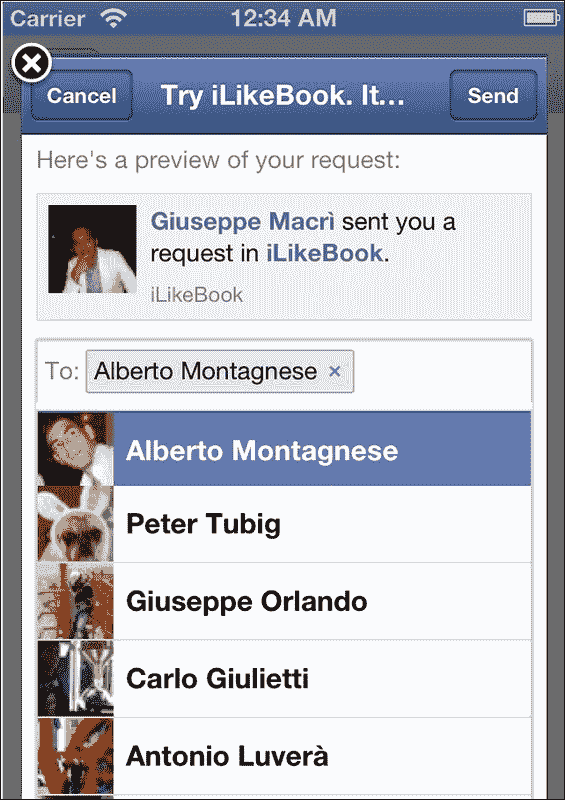 Carrier 12:34 AM
Cancel Try iLikeBook. It... Send
Here's a preview of your request:
Giuseppe Macrì sent you a
request in iLikeBook.
iLikeBook
To: Alberto Montagnese ×
Alberto Montagnese
Peter Tubig
Giuseppe Orlando
Carlo Giulietti
Antonio Luverà